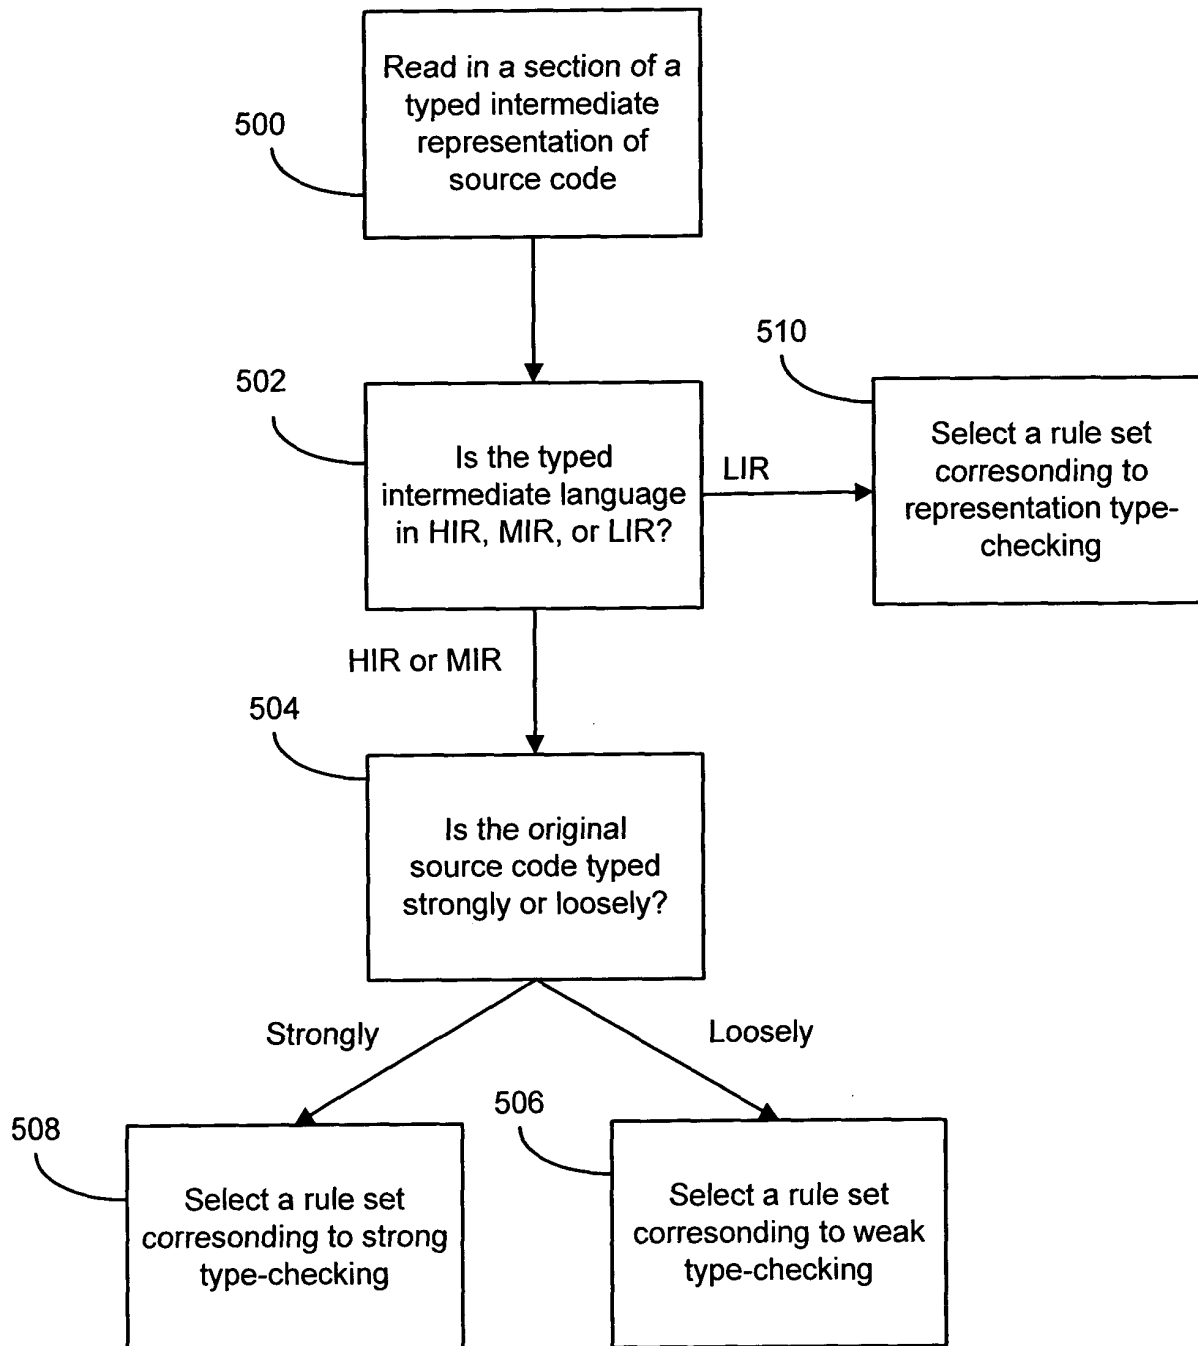 500
Read in a section of a
typed intermediate
representation of
source code
502
Is the typed
intermediate language
in HIR, MIR, or LIR?
LIR
510
Select a rule set
corresonding to
representation type-
checking
HIR or MIR
504
Is the original
source code typed
strongly or loosely?
Strongly
Loosely
508
Select a rule set
corresonding to strong
type-checking
506
Select a rule set
corresonding to weak
type-checking